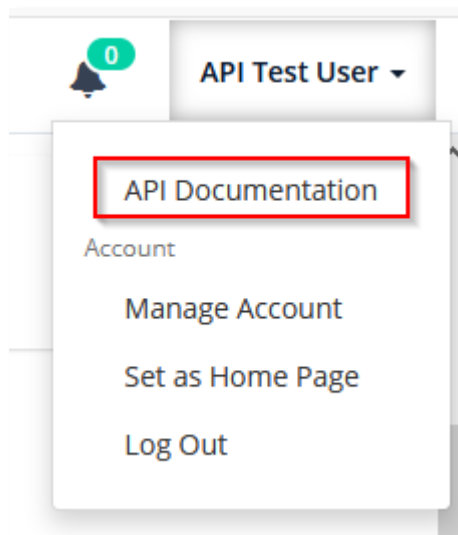 0
API Test User
API Documentation
Account
Manage Account
Set as Home Page
Log Out